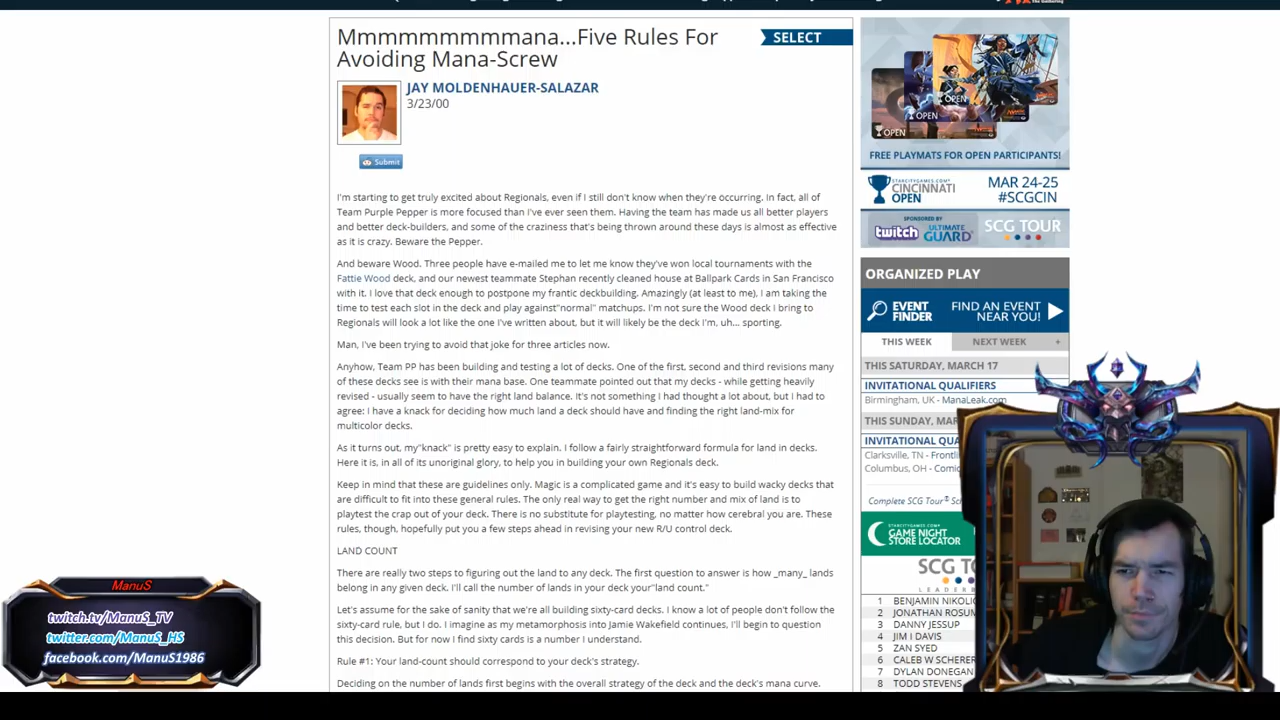 Mmmmmmmmana...Five Rules For
Avoiding Mana-Screw
SELECT
JAY MOLDENHAUER-SALAZAR
3/23/00
Submit
I'm starting to get truly excited about Regionals, even if I still don't know when they're occurring. In fact, all of
Team Purple Pepper is more focused than I've ever seen them. Having the team has made us all better players
and better deck-builders, and some of the craziness that's being thrown around these days is almost as effective
as it is crazy. Beware the Pepper.
And beware Wood. Three people have e-mailed me to let me know they've won local tournaments with the
Fattie Wood deck, and our newest teammate Stephan recently cleaned house at Ballpark Cards in San Francisco
with it. I love that deck enough to postpone my frantic deckbuilding. Amazingly (at least to me), I am taking the
time to test each slot in the deck and play against"normal" matchups. I'm not sure the Wood deck I bring to
Regionals will look a lot like the one I've written about, but it will likely be the deck I'm, uh... sporting.
Man, I've been trying to avoid that joke for three articles now.
Anyhow, Team PP has been building and testing a lot of decks. One of the first, second and third revisions many
of these decks see is with their mana base. One teammate pointed out that my decks - while getting heavily
revised - usually seem to have the right land balance. It's not something I had thought a lot about, but I had to
agree: I have a knack for deciding how much land a deck should have and finding the right land-mix for
multicolor decks.
As it turns out, my"knack" is pretty easy to explain. I follow a fairly straightforward formula for land in decks.
Here it is, in all of its unoriginal glory, to help you in building your own Regionals deck.
Keep in mind that these are guidelines only. Magic is a complicated game and it's easy to build wacky decks that
are difficult to fit into these general rules. The only real way to get the right number and mix of land is to
playtest the crap out of your deck. There is no substitute for playtesting, no matter how cerebral you are. These
rules, though, hopefully put you a few steps ahead in revising your new R/U control deck.
LAND COUNT
There are really two steps to figuring out the land to any deck. The first question to answer is how _many_ lands
belong in any given deck. I'll call the number of lands in your deck your"land count."
Let's assume for the sake of sanity that we're all building sixty-card decks. I know a lot of people don't follow the
sixty-card rule, but I do. I imagine as my metamorphosis into Jamie Wakefield continues, I'll begin to question
this decision. But for now I find sixty cards is a number I understand.
Rule #1: Your land-count should correspond to your deck's strategy.
Deciding on the number of lands first begins with the overall strategy of the deck and the deck's mana curve.
OPEN
OPEN
OPEN
FREE PLAYMATS FOR OPEN PARTICIPANTS!
STARCITYGAMES.COM
CINCINNATI
OPEN
MAR 24-25
#SCGCIN
SPONSORED BY
twitch
ULTIMATE
GUARD
SCG TOUR
ORGANIZED PLAY
EVENT
FINDER
FIND AN EVENT
NEAR YOU!
THIS WEEK
NEXT WEEK
+
THIS SATURDAY, MARCH 17
INVITATIONAL QUALIFIERS
Birmingham, UK - ManaLeak.com
THIS SUNDAY, MAR
INVITATIONAL QUA
Clarksville, TN - Frontli
Columbus, OH - Comic
Complete SCG Tour® Sc
STARCITYGAMES.COM
GAME NIGHT
STORE LOCATOR
SCG T
LEADERB
1 BENJAMIN NIKOLIC
2 JONATHAN ROSUM
3 DANNY JESSUP
4 JIM I DAVIS
5 ZAN SYED
6 CALEB W SCHERER
7 DYLAN DONEGAN
8 TODD STEVENS
ManuS
twitch.tv/ManuS_TV
twitter.com/ManuS_HS
facebook.com/ManuS1986